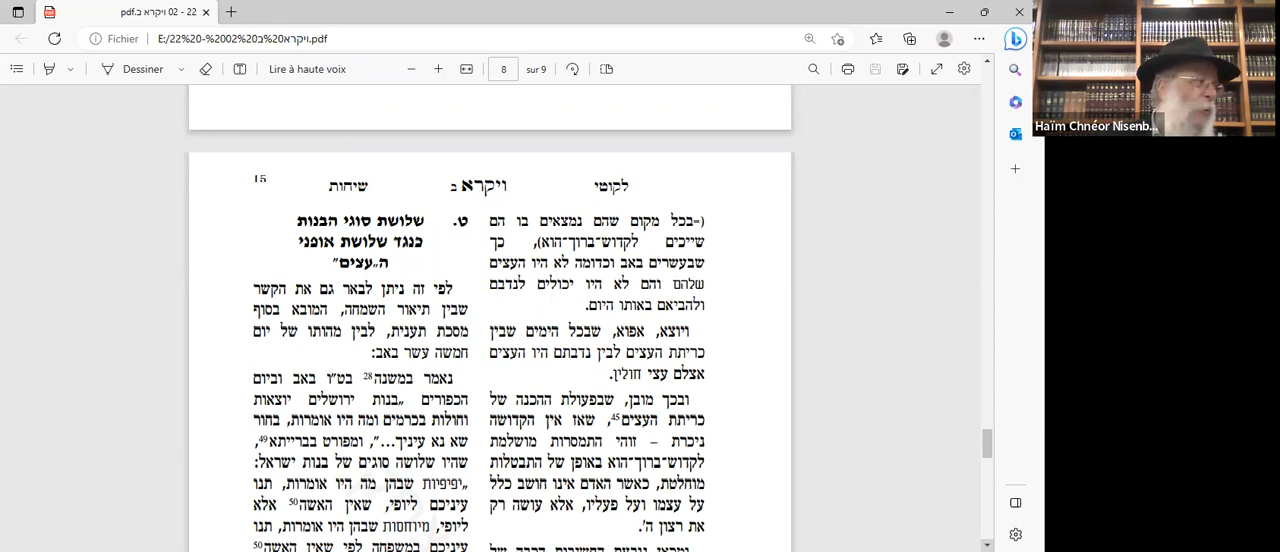 22 - 02 ויקרא ב.pdf
Fichier
E:/22%20-%2002%20ויקרא%20ב.pdf
Dessiner
Lire à haute voix
8
sur 9
Haïm Chnéor Nisenb...
לקוטי
ויקרא ב
שיחות
15
(=בכל מקום שהם נמצאים בו הם
שייכים לקדוש־ברוך־הוא), כך
שבעשרים באב וכדומה לא היו העצים
שלהם והם לא היו יכולים לנדבם
ולהביאם באותו היום.
ויוצא, אפוא, שבכל הימים שבין
כריתת העצים לבין נדבתם היו העצים
אצלם עצי חולין.
ובכך מובן, שבפעולת ההכנה של
כריתת העצים45, שאז אין הקדושה
ניכרת – זוהי התמסרות מושלמת
לקדוש־ברוך־הוא באופן של התבטלות
מוחלטת, כאשר האדם אינו חושב כלל
על עצמו ועל פעליו, אלא עושה רק
את רצון ה'.
ט. שלושת סוגי הבנות
כנגד שלושת אופני
ה„עצים"
לפי זה ניתן לבאר גם את הקשר
שבין תיאור השמחה, המובא בסוף
מסכת תענית, לבין מהותו של יום
חמשה עשר באב:
נאמר במשנה28 בט"ו באב וביום
הכפורים „בנות ירושלים יוצאות
וחולות בכרמים ומה היו אומרות, בחור
שא נא עיניך...", ומפורט בברייתא49,
שהיו שלושה סוגים של בנות ישראל:
„יפיפיות שבהן מה היו אומרות, תנו
עיניכם ליופי, שאין האשה50 אלא
ליופי, מיוחסות שבהן היו אומרות, תנו
עיניכם במשפחה לפי שאין האשה50